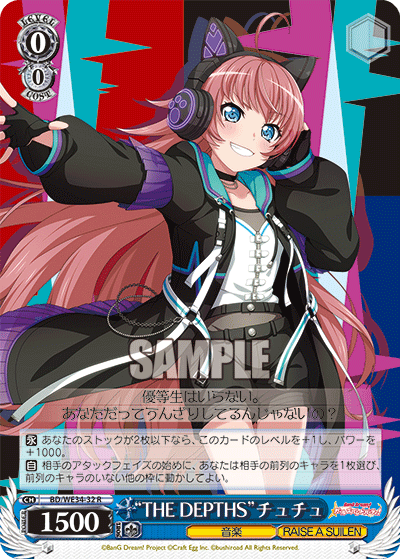 LEVEL
0
0
COST
SAMPLE
優等生はいらない。
あなただってうんざりしてるんじゃないの？
永 あなたのストックが2枚以下なら、このカードのレベルを＋1し、パワーを
＋1000。
自 相手のアタックフェイズの始めに、あなたは相手の前列のキャラを1枚選び、
前列のキャラのいない他の枠に動かしてよい。
CH BD/WE34-32 R
1500
“THE DEPTHS”チュチュ
音楽
RAISE A SUILEN
©BanG Dream! Project ©Craft Egg Inc. ©bushiroad All Rights Reserved.